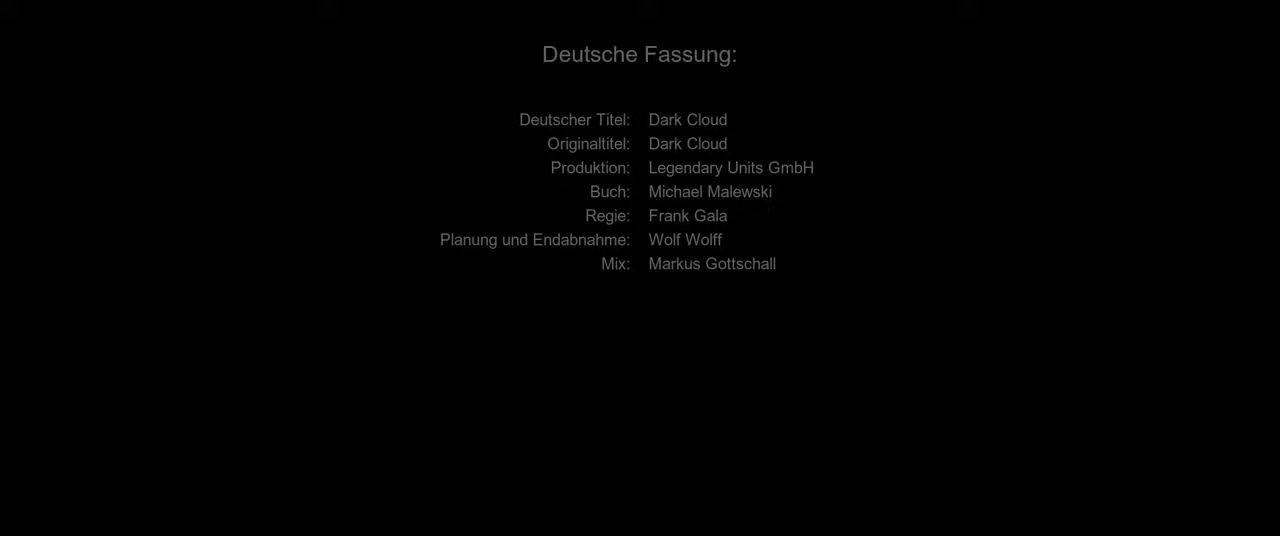 Deutsche Fassung:
Deutscher Titel: Dark Cloud
Originaltitel: Dark Cloud
Produktion: Legendary Units GmbH
Buch: Michael Malewski
Regie: Frank Gala
Planung und Endabnahme: Wolf Wolff
Mix: Markus Gottschall